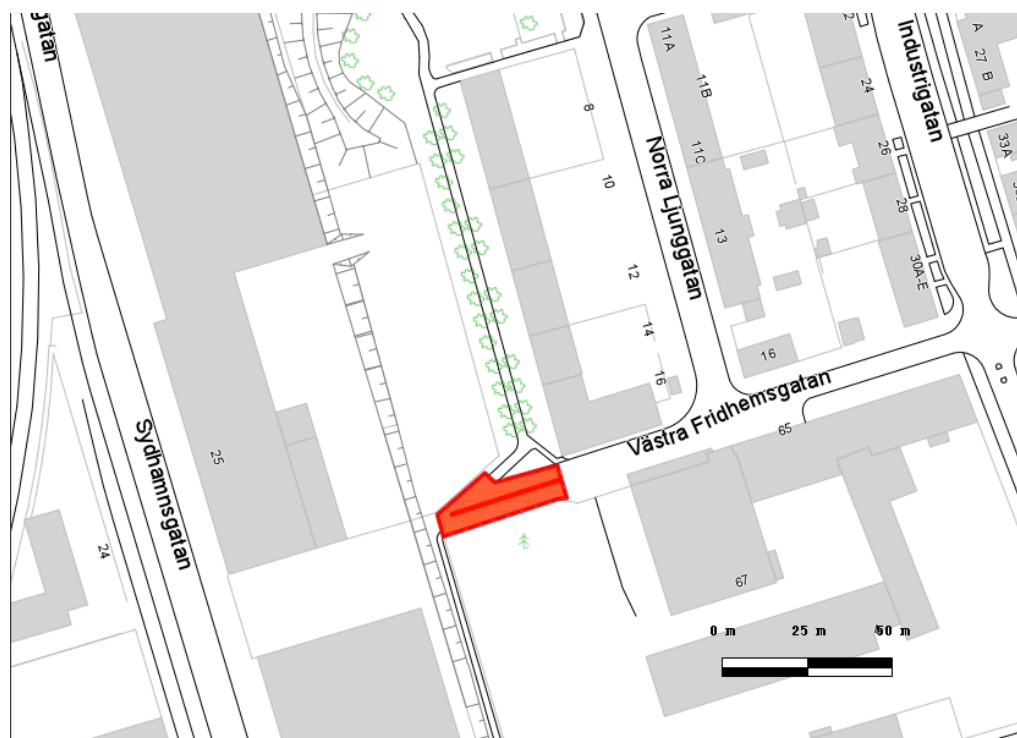 gatan
Industrigatan
A
27 B
33A
11A
11B
11C
13
24
26
28
30A-E
8
10
12
14
16
16
Norra Ljunggatan
Västra Fridhemsgatan
65
67
Sydhamnsgatan
25
24
0 m 25 m 50 m